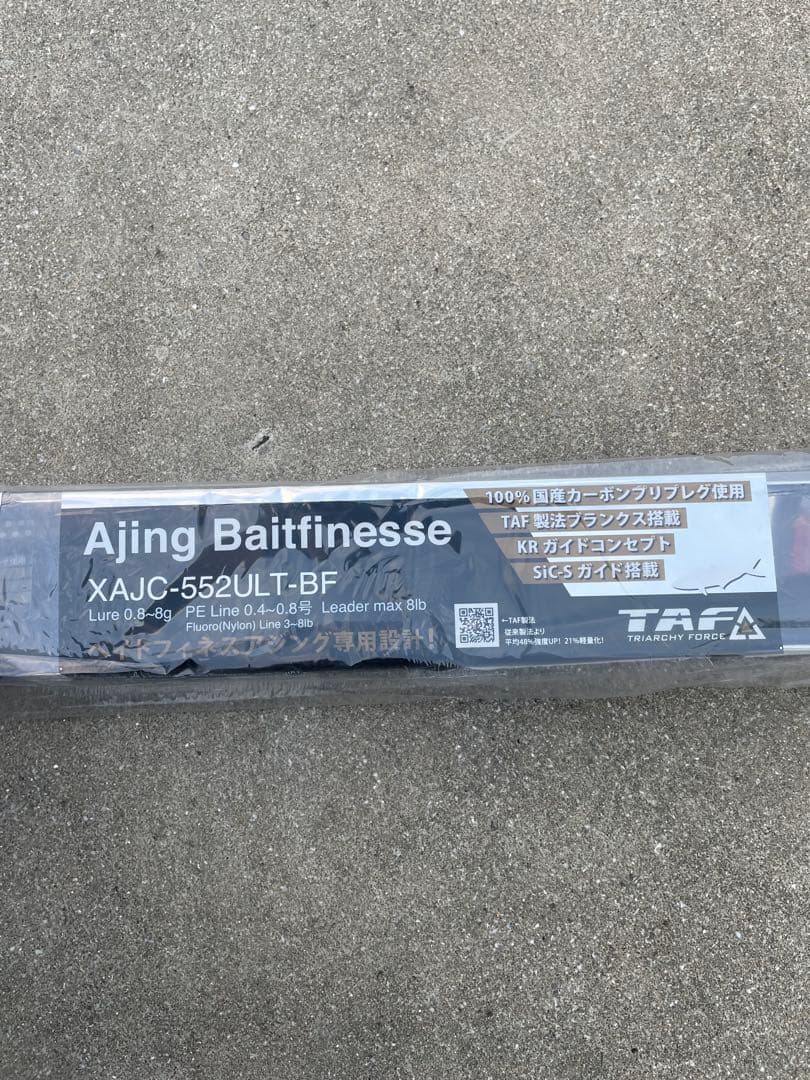 Ajing Baitfinesse
XAJC-552ULT-BF
Lure 0.8~8g PE Line 0.4~0.8号 Leader max 8lb
Fluoro(Nylon) Line 3~8lb
ベイトフィネスアジング専用設計!
100%国産カーボンプリプレグ使用
TAF製法ブランクス搭載
KRガイドコンセプト
SiC-Sガイド搭載
←TAF製法
従来製法より
平均48%強度UP! 21%軽量化!
TAF
TRIARCHY FORCE